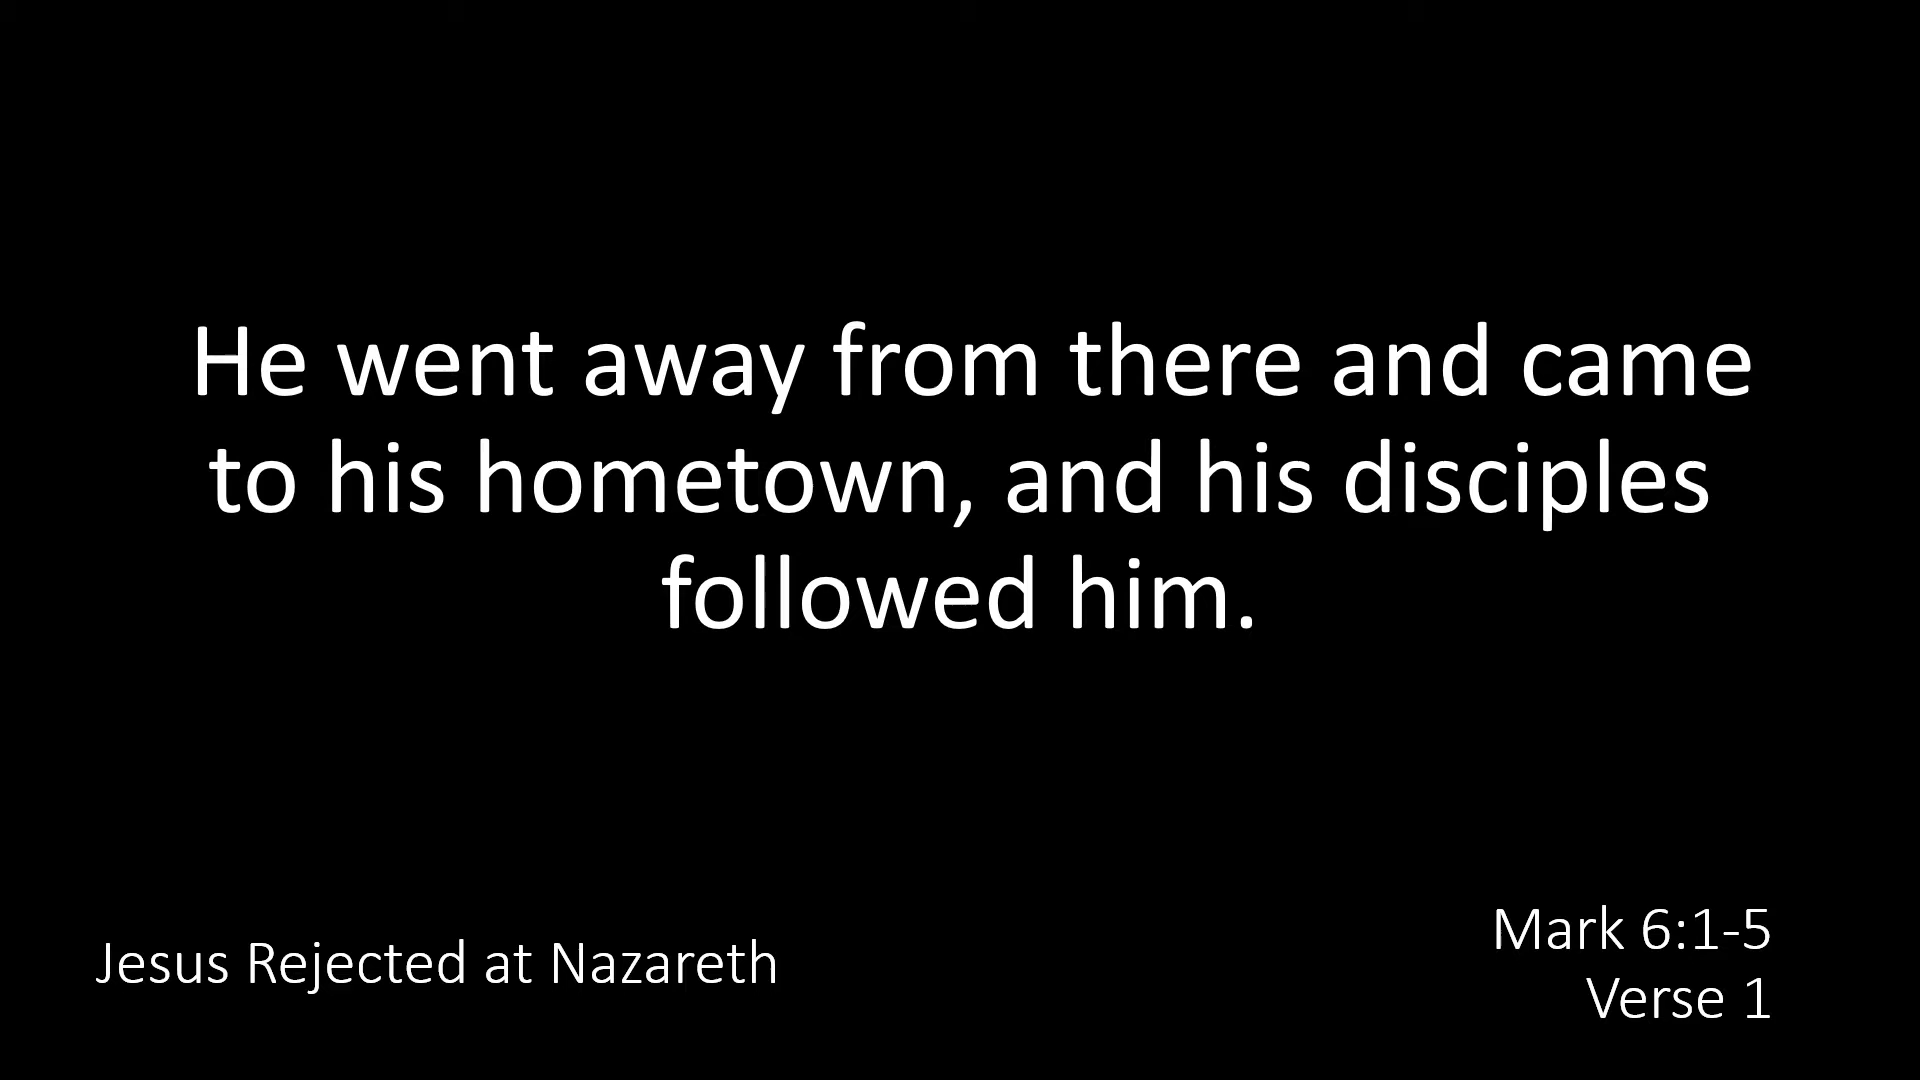 He went away from there and came
to his hometown, and his disciples
followed him.
Jesus Rejected at Nazareth
Mark 6:1-5
Verse 1